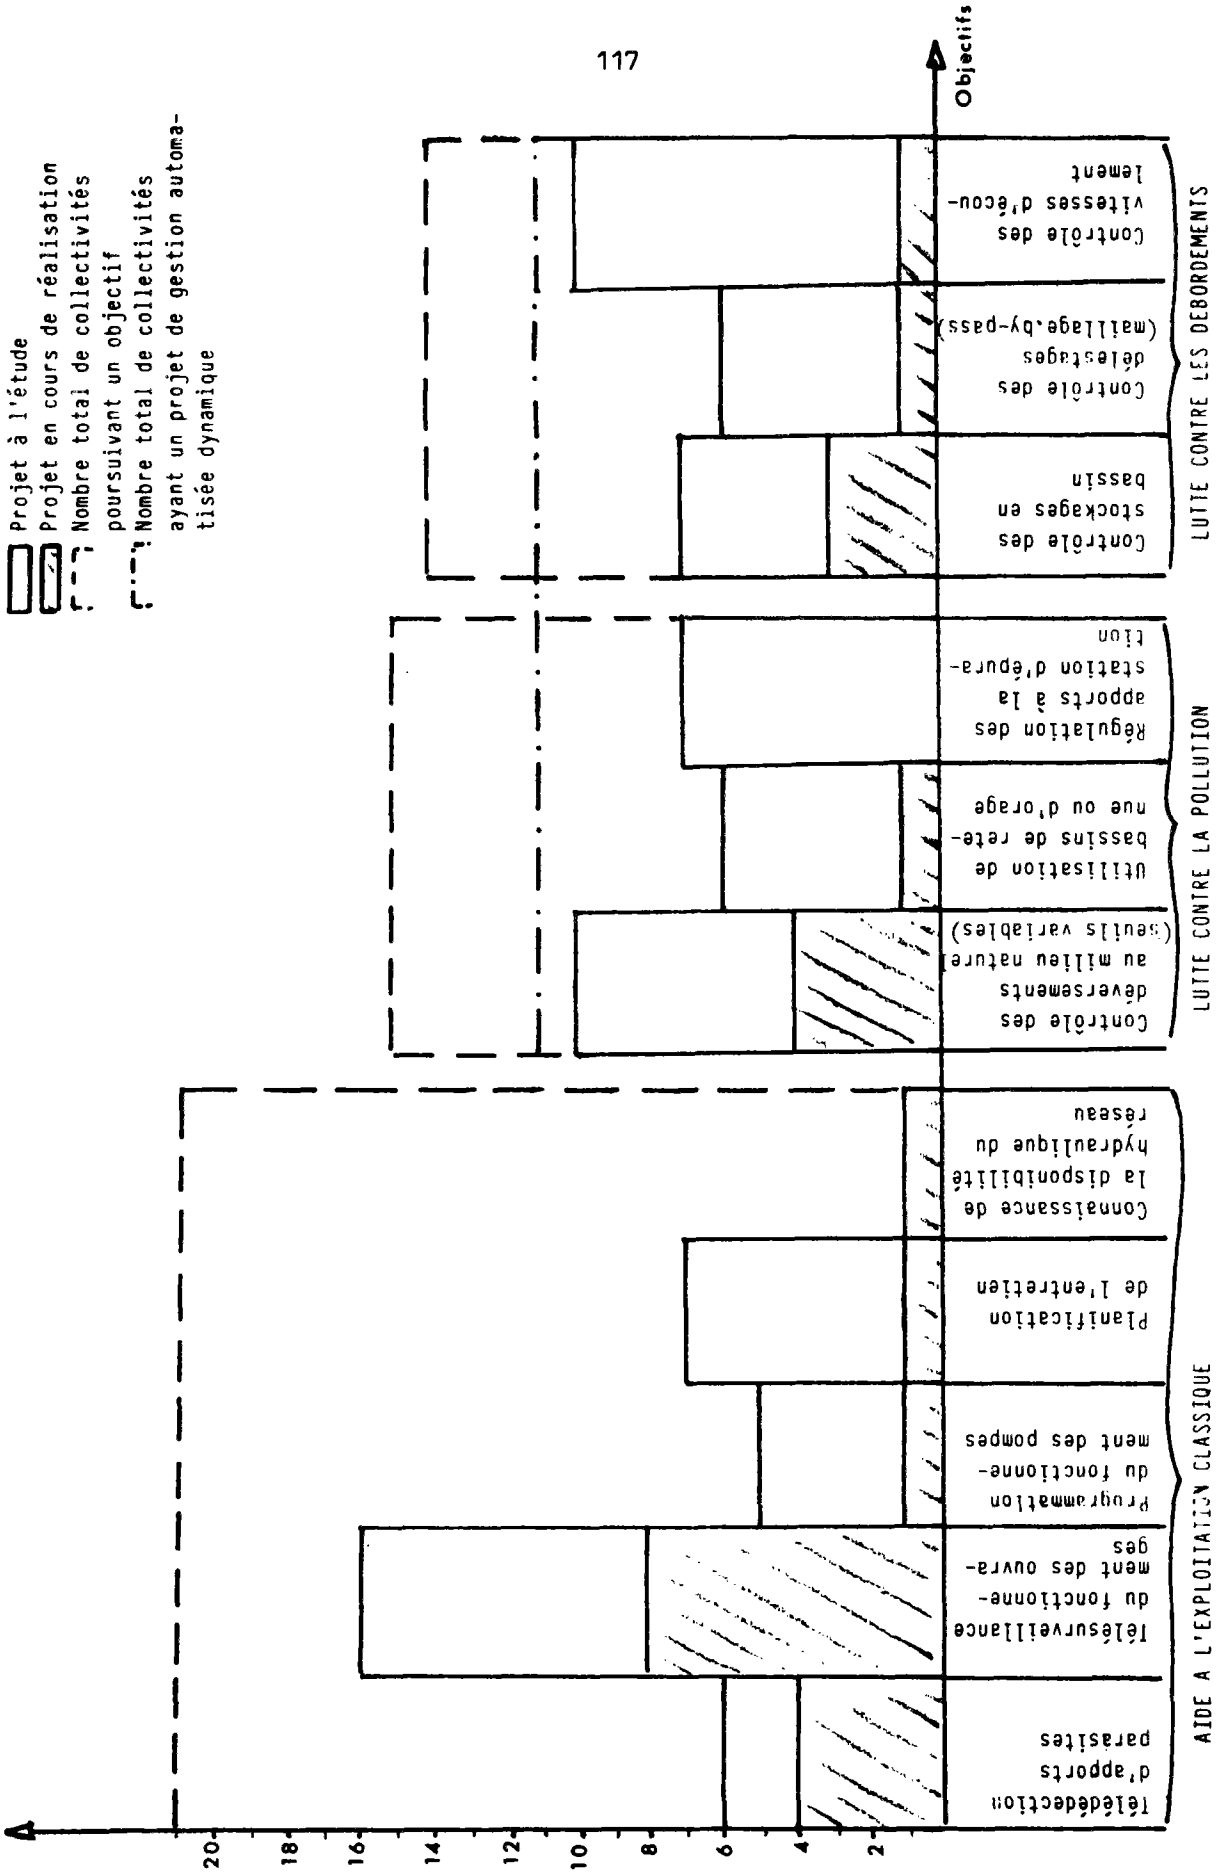 117
Projet à l'étude
Projet en cours de réalisation
Nombre total de collectivités
poursuivant un objectif
Nombre total de collectivités
ayant un projet de gestion automa-
tisée dynamique
20
16
12
10
8
6
4
2
Objectifs
Télédédection
d'apports
parasites
Télésurveillance
du fonctionne-
ment des ouvra-
ges
Programmation
du fonctionne-
ment des pompes
Planification
de l'entretien
Connaissance de
la disponibilité
hydraulique du
réseau
Contrôle des
déversements
au milieu naturel
(seuils variables)
Utilisation de
bassins de rete-
nue ou d'orage
Régulation des
apports à la
station d'épura-
tion
Contrôle des
stockages en
bassin
Contrôle des
délestages
(maillage.by-pass)
Contrôle des
vitesses d'écou-
lement
AIDE A L'EXPLOITATION CLASSIQUE
LUTTE CONTRE LA POLLUTION
LUTTE CONTRE LES DEBORDEMENTS